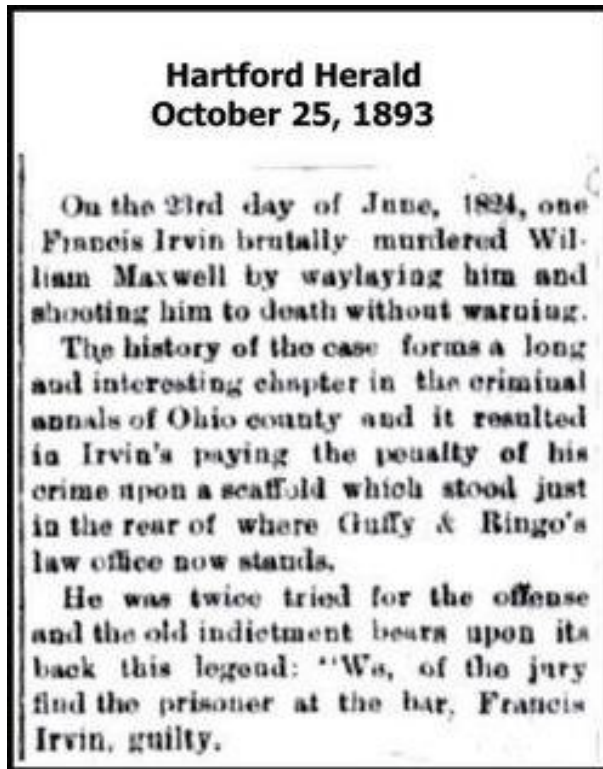 Hartford Herald
October 25, 1893
On the 23rd day of June, 1824, one
Francis Irvin brutally murdered Wil-
liam Maxwell by waylaying him and
shooting him to death without warning.
The history of the case forms a long
and interesting chapter in the criminal
annals of Ohio county and it resulted
in Irvin's paying the penalty of his
crime upon a scaffold which stood just
in the rear of where Guffy & Ringo's
law office now stands.
He was twice tried for the offense
and the old indictment bears upon its
back this legend: "We, of the jury
find the prisoner at the bar, Francis
Irvin, guilty.